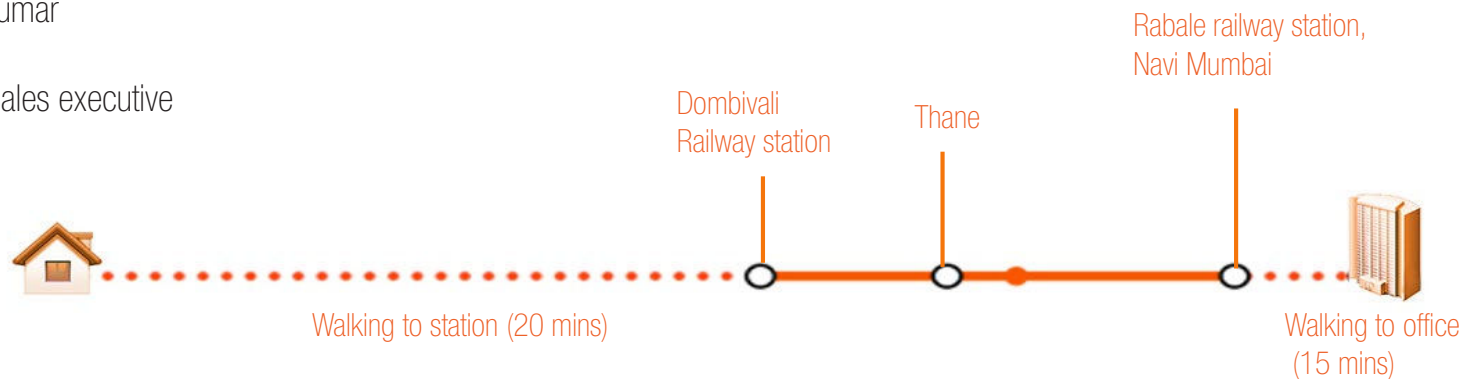 umar
ales executive
Rabale railway station,
Navi Mumbai
Dombivali
Railway station
Thane
Walking to station (20 mins)
Walking to office
(15 mins)